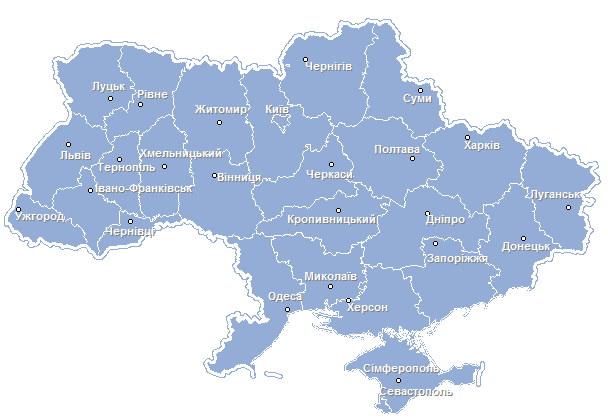 Чернігів
Луцьк
Рівне
Суми
Житомир
Київ
Харків
Полтава
Львів
Хмельницький
Тернопіль
Черкаси
Вінниця
Івано-Франківськ
Луганськ
Ужгород
Кропивницький
Дніпро
Чернівці
Донецьк
Запоріжжя
Миколаїв
Одеса
Херсон
Сімферополь
Севастополь